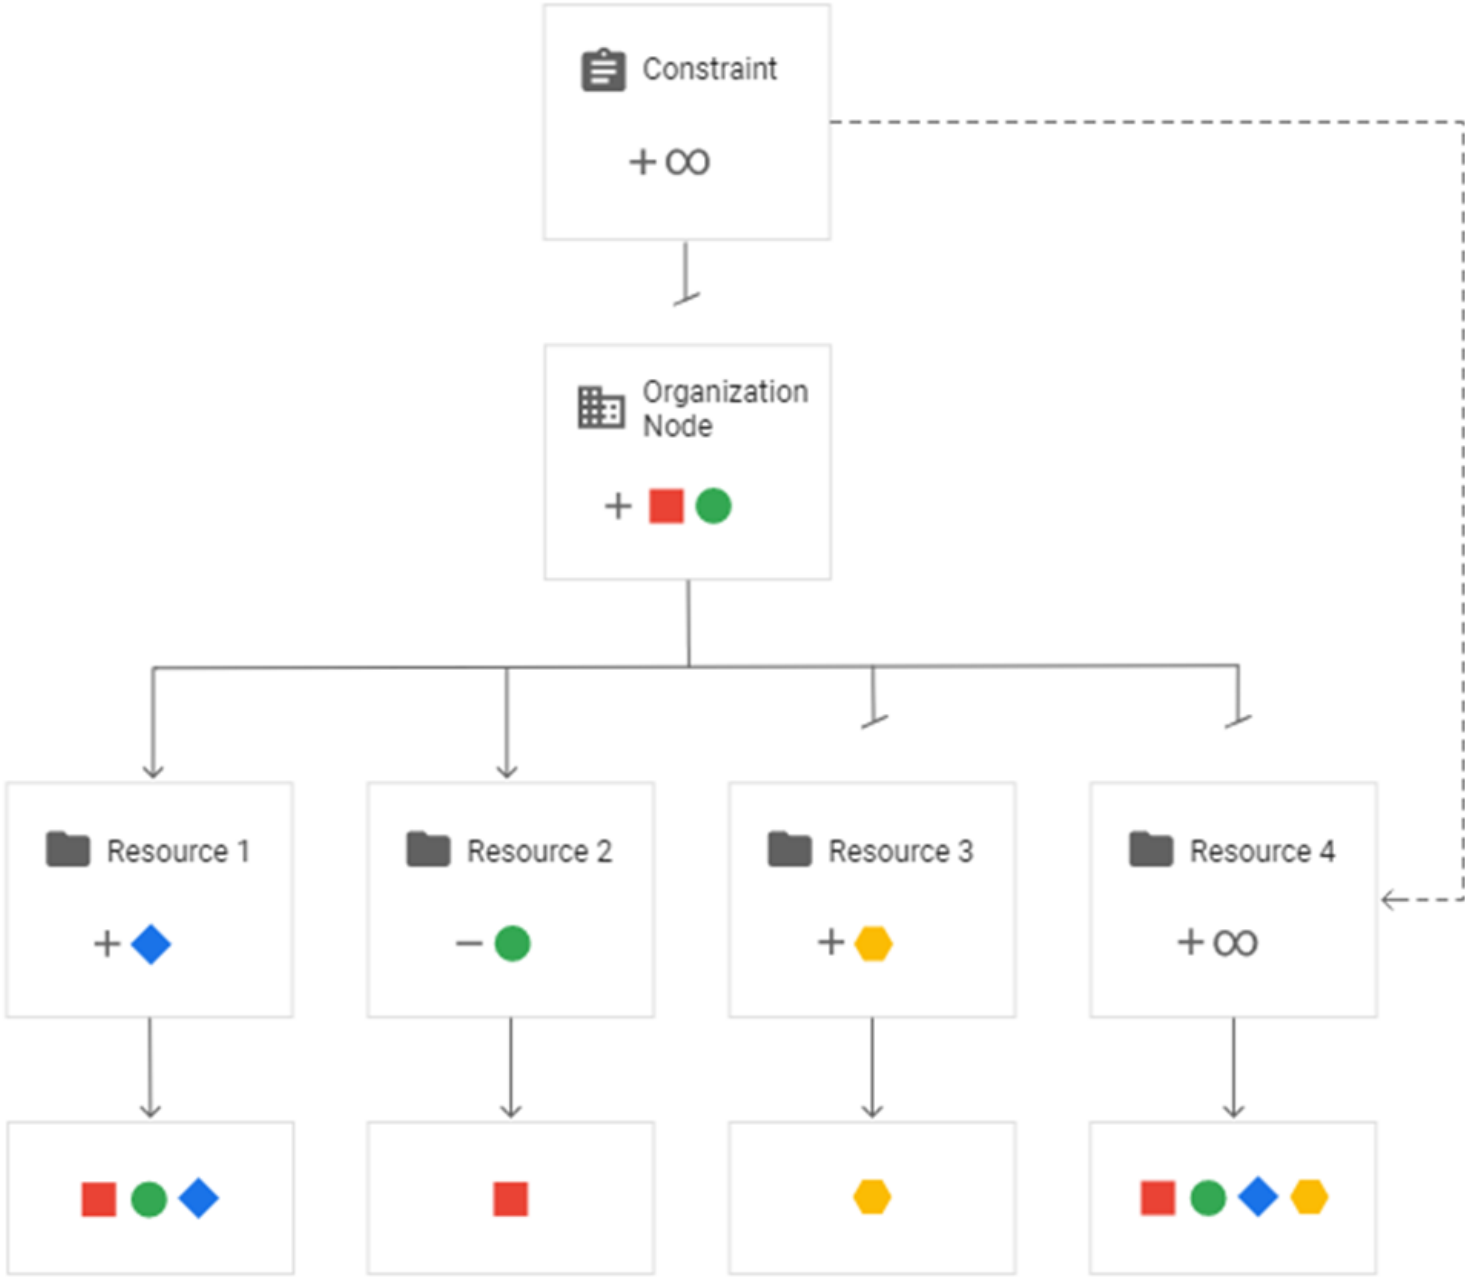 Constraint
+∞
Organization
Node
+
Resource 1
Resource 2
Resource 3
Resource 4
+
−
+
+∞